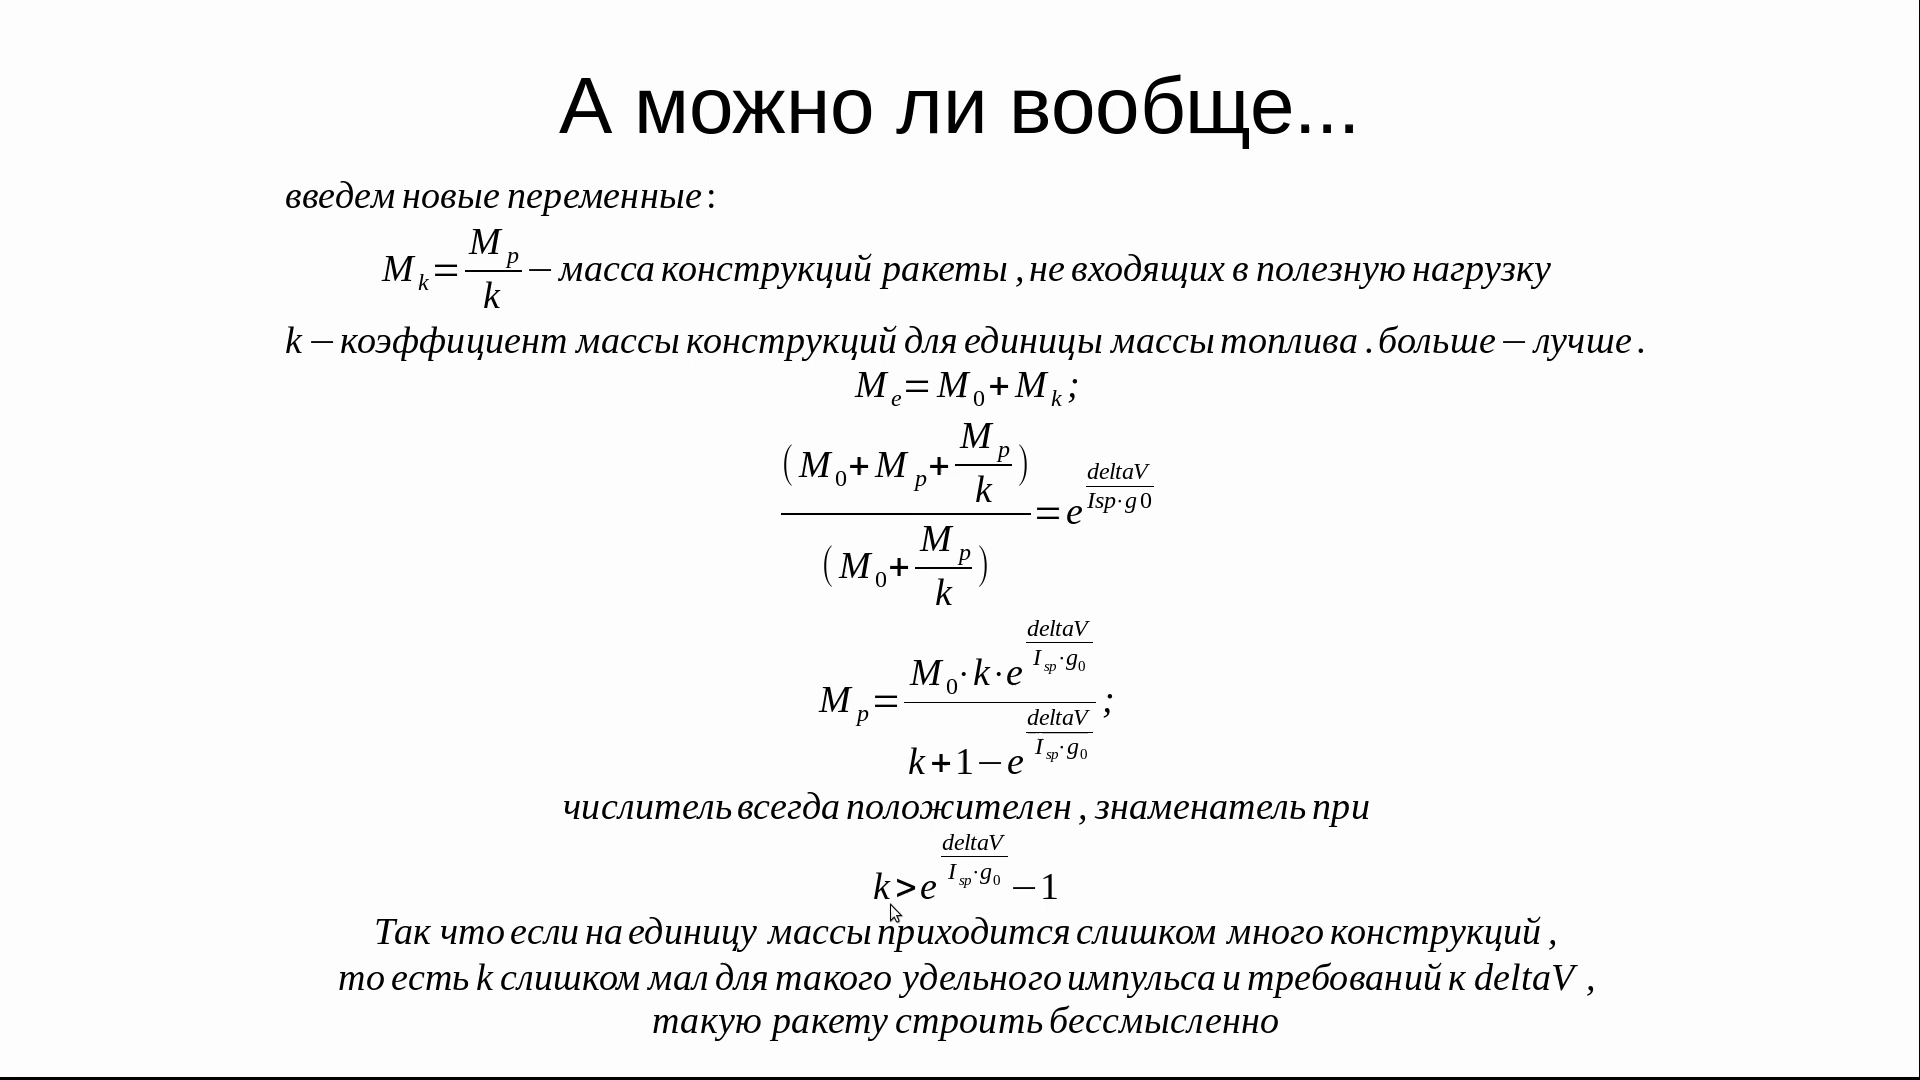 А можно ли вообще...
введем новые переменные:
M_k = M_p / k − масса конструкций ракеты, не входящих в полезную нагрузку
k − коэффициент массы конструкций для единицы массы топлива. больше − лучше.
M_e = M_0 + M_k ;
(M_0 + M_p + M_p / k) / (M_0 + M_p / k) = e^(deltaV / (Isp · g0))
M_p = (M_0 · k · e^(deltaV / (I_sp · g_0))) / (k + 1 − e^(deltaV / (I_sp · g_0))) ;
числитель всегда положителен, знаменатель при
k > e^(deltaV / (I_sp · g_0)) − 1
Так что если на единицу массы приходится слишком много конструкций,
то есть k слишком мал для такого удельного импульса и требований к deltaV ,
такую ракету строить бессмысленно